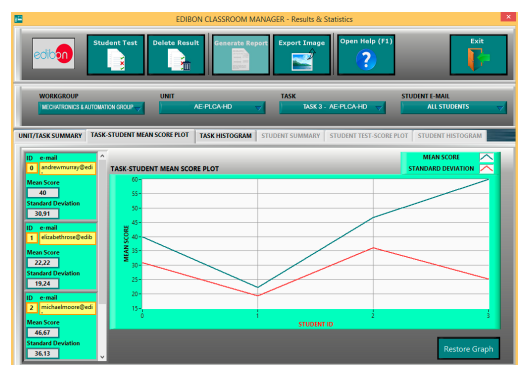 EDIBON CLASSROOM MANAGER - Results & Statistics
edibon
Student Test
Delete Result
Generate Report
Export Image
Open Help (F1)
Exit
WORKGROUP
UNIT
TASK
STUDENT E-MAIL
MECHATRONICS & AUTOMATION GROUP
AE-PLCA-HD
TASK 3 - AE-PLCA-HD
ALL STUDENTS
UNIT/TASK SUMMARY
TASK-STUDENT MEAN SCORE PLOT
TASK HISTOGRAM
STUDENT SUMMARY
STUDENT TEST-SCORE PLOT
STUDENT HISTOGRAM
ID e-mail
0 andrewmurray@edi
Mean Score
40
Standard Deviation
30,91
ID e-mail
1 elizabethrose@edib
Mean Score
22,22
Standard Deviation
19,24
ID e-mail
2 michaelmoore@edi
Mean Score
46,67
Standard Deviation
36,13
TASK-STUDENT MEAN SCORE PLOT
MEAN SCORE
STANDARD DEVIATION
MEAN SCORE
60
55
50
45
40
35
30
25
20
15
0
1
2
3
STUDENT ID
Restore Graph